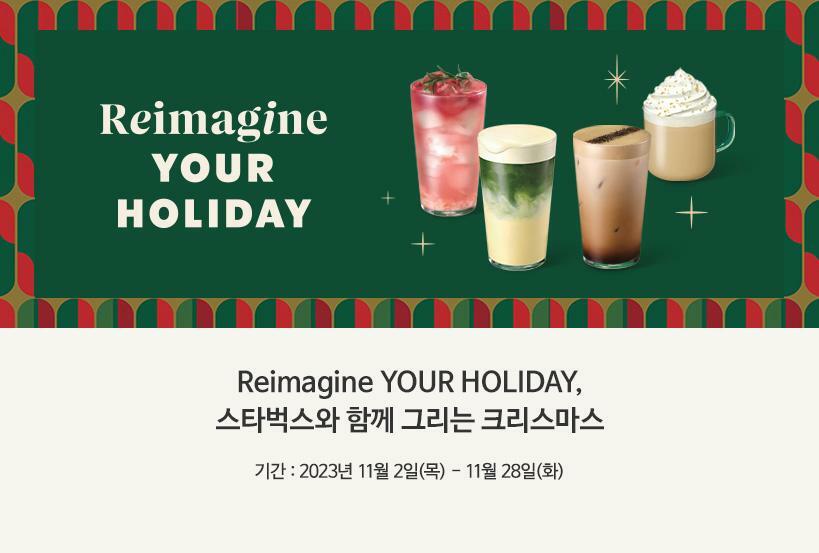 Reimagine
YOUR
HOLIDAY
Reimagine YOUR HOLIDAY,
스타벅스와 함께 그리는 크리스마스
기간 : 2023년 11월 2일(목) – 11월 28일(화)